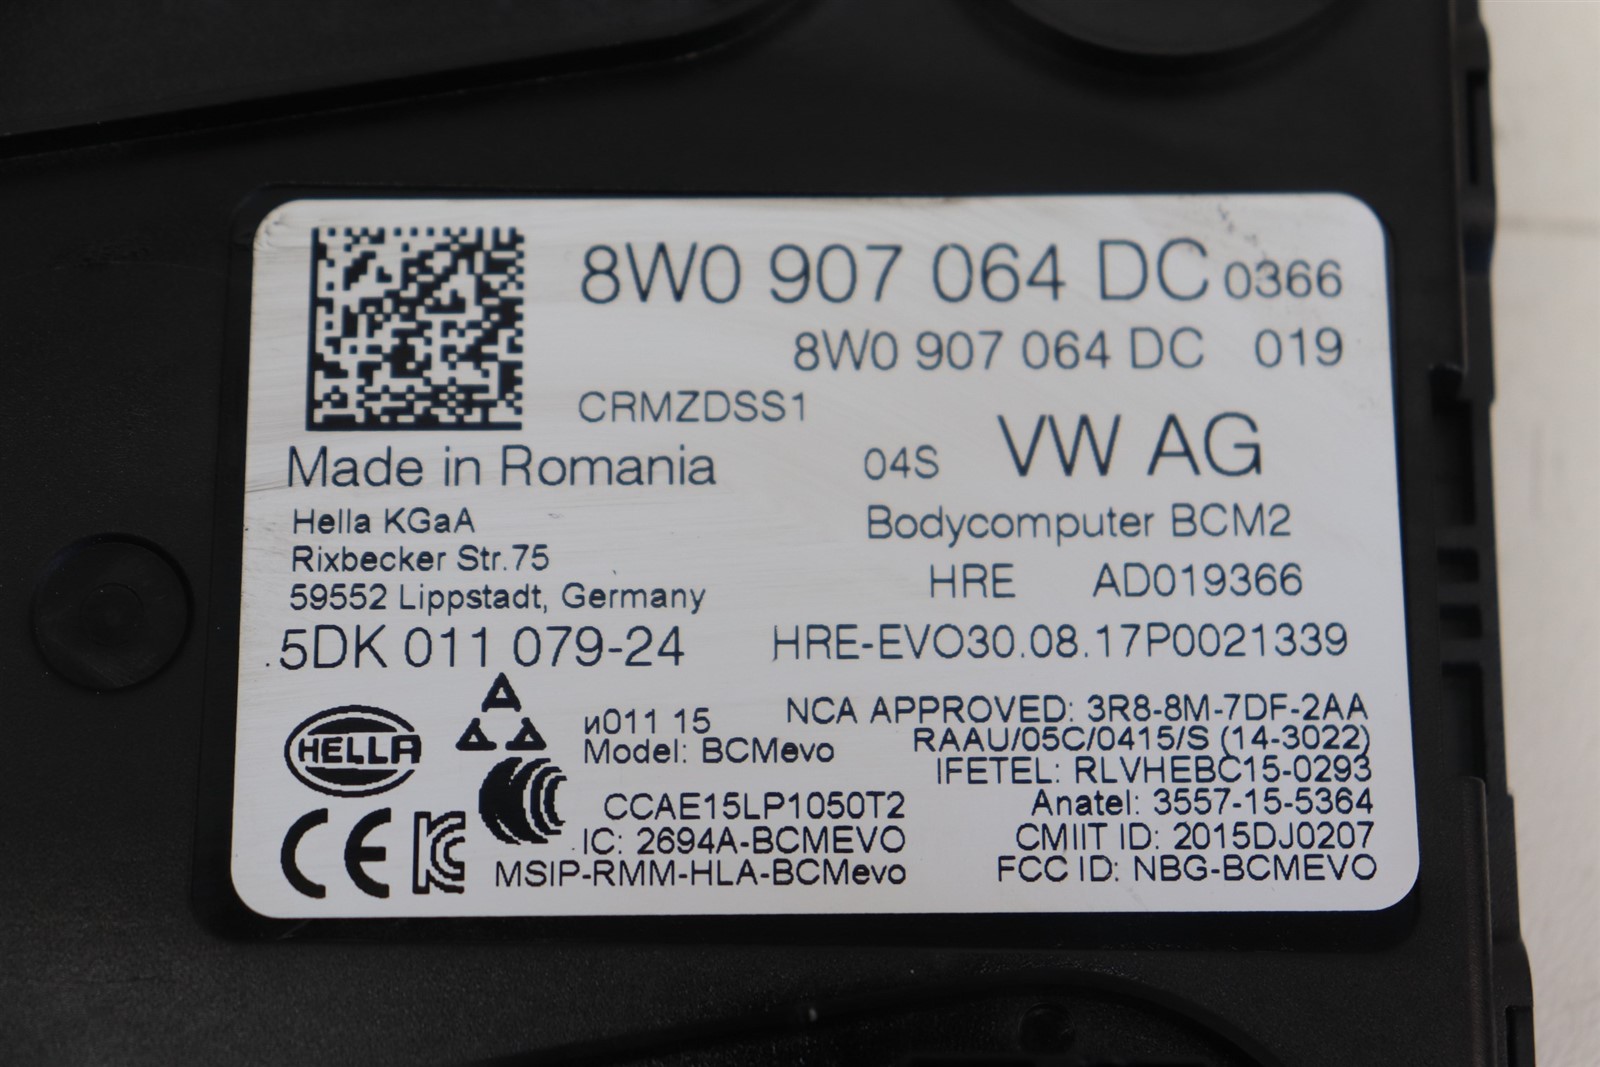 8W0 907 064 DC 0366
8W0 907 064 DC 019
CRMZDSS1
Made in Romania
04S VW AG
Hella KGaA
Bodycomputer BCM2
Rixbecker Str.75
HRE AD019366
59552 Lippstadt, Germany
5DK 011 079-24
HRE-EVO30.08.17P0021339
HELLA
A
и011 15
Model: BCMevo
NCA APPROVED: 3R8-8M-7DF-2AA
RAAU/05C/0415/S (14-3022)
IFETEL: RLVHEBC15-0293
CCAE15LP1050T2
Anatel: 3557-15-5364
IC: 2694A-BCMEVO
CMIIT ID: 2015DJ0207
CE
MSIP-RMM-HLA-BCMevo
FCC ID: NBG-BCMEVO